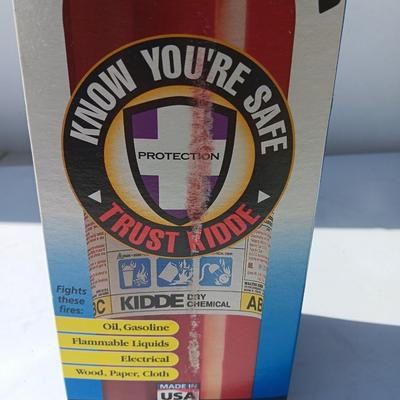 KNOW YOU'RE SAFE
PROTECTION
TRUST KIDDE
Fights
these
fires:
C KIDDE DRY CHEMICAL AB
Oil, Gasoline
Flammable Liquids
Electrical
Wood, Paper, Cloth
MADE IN
USA